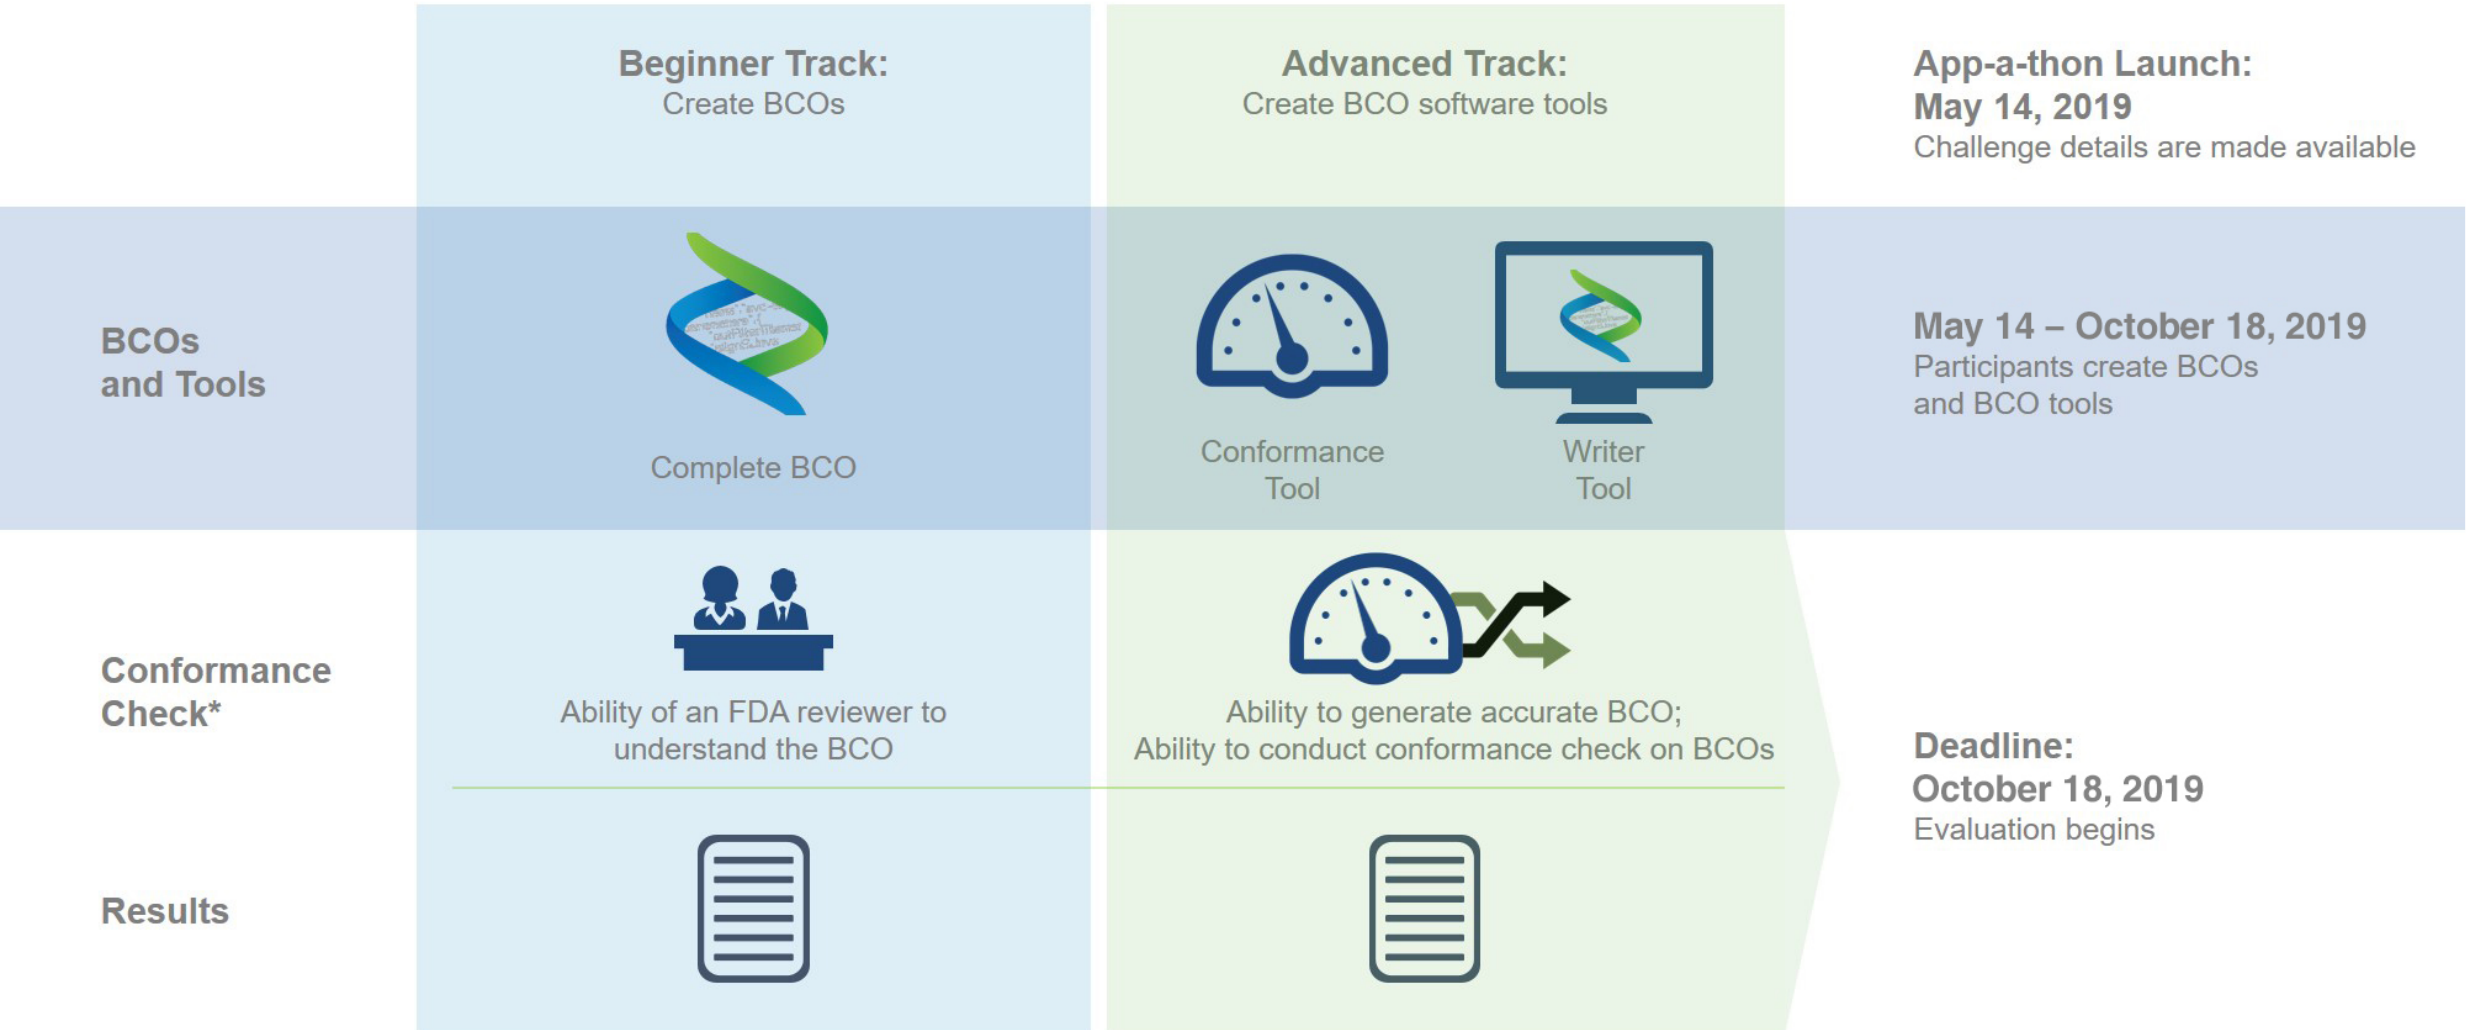 Beginner Track:
Create BCOs
Advanced Track:
Create BCO software tools
App-a-thon Launch:
May 14, 2019
Challenge details are made available
BCOs
and Tools
Complete BCO
Conformance
Tool
Writer
Tool
May 14 – October 18, 2019
Participants create BCOs
and BCO tools
Conformance
Check*
Ability of an FDA reviewer to
understand the BCO
Ability to generate accurate BCO;
Ability to conduct conformance check on BCOs
Deadline:
October 18, 2019
Evaluation begins
Results